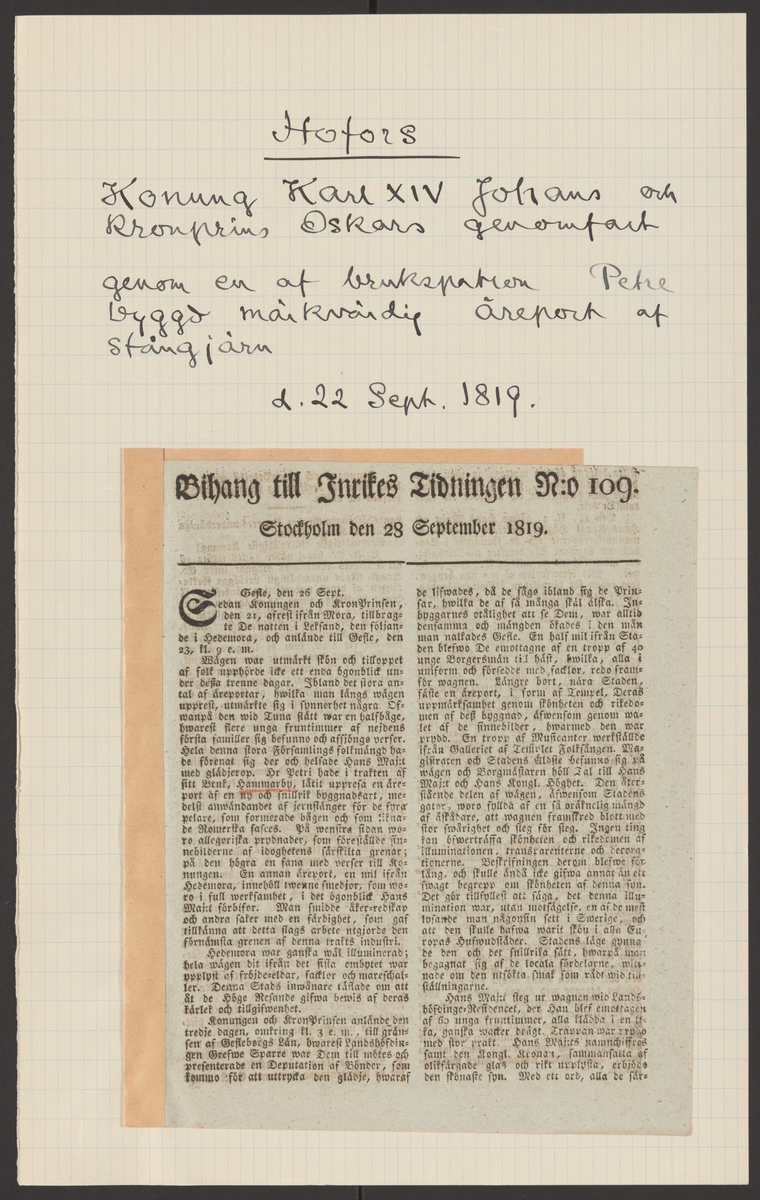 Hofors
Konung Karl XIV Johans och
Kronprins Oskars genomfart
genom en af brukspatron Petre
byggd märkvärdig äreport af
stångjärn
d. 22 Sept. 1819.
Bihang till Inrikes Tidningen N:o 109.
Stockholm den 28 September 1819.
Gefle, den 26 Sept.
Sedan Konungen och KronPrinsen,
den 21, afrest ifrån Mora, tillbrag-
te De natten i Leksand, den följan-
de i Hedemora, och anlände till Gefle, den
23, kl. 9 e. m.
Wägen war utmärkt skön och tilloppet
af folk upphörde icke ett enda ögonblick un-
der dessa trenne dagar. Ibland det stora an-
tal af äreportar, hwilka man längs wägen
upprest, utmärkte sig i synnerhet några. Of-
wanpå den wid Tuna slått war en halfbåge,
hwarest flere unga fruntimmer af nejdens
första familler sig befunno och afsjöngs verser.
Hela denna stora Församlings folkmängd ha-
de förenat sig der och helsade Hans Maj:t
med glädjerop. Hr Petri hade i trakten af
sitt Bruk, Hammarby, låtit uppresa en äre-
port af en ny och snillrik byggnadsart, me-
delst anwändandet af jernstänger för de fyra
pelare, som formerade bågen och som likna-
de Romerska fasces. På wenstra sidan wo-
ro allegoriska prydnader, som föreställde sin-
nebilderne af idoghetens särskilta grenar;
på den högra en fana med verser till Ko-
nungen. En annan äreport, en mil ifrån
Hedemora, innehöll twenne smedjor, som wo-
ro i full werksamhet, i det ögonblick Hans
Maj:t förbifor. Man smidde åker-redskap
och andra saker med en färdighet, som gaf
tillkänna att detta slags arbete utgjorde den
förnämsta grenen af denna trakts industri.
Hedemora war ganska wäl illuminerad;
hela wägen dit ifrån det sista ombytet war
upplyst af fröjde-eldar, facklor och mareschal-
ler. Denna Stads inwånare täflade om att
åt de Höge Resande gifwa bewis af deras
kärlek och tillgifwenhet.
Konungen och KronPrinsen anlände den
tredje dagen, omkring kl. 3 e. m., till grän-
sen af Gefleborgs Län, hwarest Landshöfdin-
gen Grefwe Sparre war Dem till mötes och
presenterade en Deputation af Bönder, som
kommo för att uttrycka den glädje, hwaraf
de lifwades, då de sågo ibland sig de Prin-
sar, hwilka de af så många skäl älska. In-
byggarnes otålighet att se Dem, war alltid
densamma och mängden ökades i den mån
man nalkades Gefle. En half mil ifrån Sta-
den blefwo De emottagne af en tropp af 40
unge Borgersmän til häst, hwilka, alla i
uniform och försedde med facklor, redo fram-
för wagnen. Längre bort, nära Staden,
fäste en äreport, i form af Tempel, Deras
uppmärksamhet genom skönheten och rikedo-
men af dess byggnad, äfwensom genom wa-
let af de sinnebilder, hwarmed den war
prydd. En tropp af Musicanter werkställde
ifrån Galleriet af Templet Folksången. Ma-
gistraten och Stadens Äldste befunno sig på
wägen och Borgmästaren höll Tal till Hans
Maj:t och Hans Kongl. Höghet. Den åter-
stående delen af wägen, äfwensom Stadens
gator, woro fyllda af en så oräknelig mängd
af åskådare, att wagnen framskred blott med
stor swårighet och steg för steg. Ingen ting
kan öfwerträffa skönheten och rikedomen af
illuminationen, transparenterne och decora-
tionerne. Beskrifningen derom blefwe för
lång, och skulle ändå icke gifwa annat än ett
swagt begrepp om skönheten af denna syn.
Det gör tillfyllest att säga, det denna illu-
mination war, utan motsägelse, en af de mest
lysande man någonsin sett i Swerige, och
att den skulle hafwa warit skön i alla Eu-
ropas Hufwudstäder. Stadens läge gynna-
de den och det snillrika sätt, hwarpå man
begagnat sig af de locala fördelarne, witt-
nade om den utsökta smak som rådt wid till-
ställningarne.
Hans Maj:t steg ur wagnen wid Lands-
höfdinge-Residencet, der Han blef emottagen
af 60 unga fruntimmer, alla klädda i en li-
ka, ganska wacker drägt. Trappan war prydd
med stor prakt. Hans Maj:ts namnchiffrer
samt den Kongl. Kronan, sammansatta af
olikfärgade glas och rikt upplysta, erbjödo
den skönaste syn. Med ett ord, alla de sär-